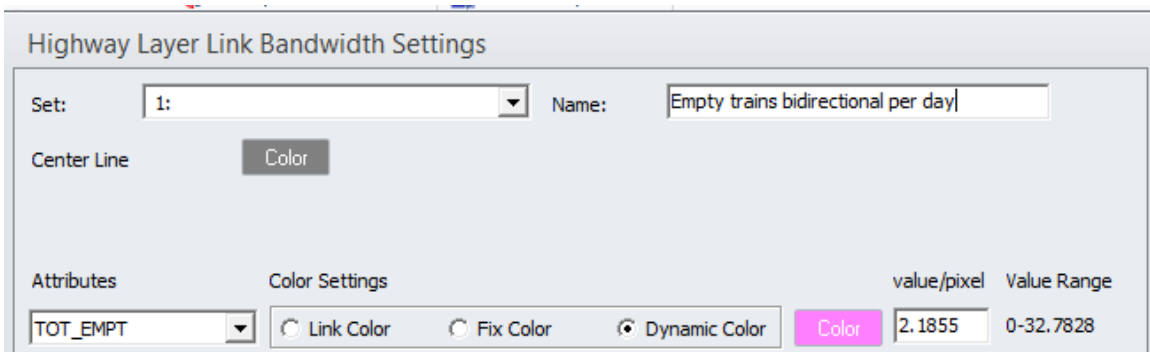 Highway Layer Link Bandwidth Settings
Set: 1: Name: Empty trains bidirectional per day
Center Line Color
Attributes Color Settings value/pixel Value Range
TOT_EMPT Link Color Fix Color Dynamic Color Color 2.1855 0-32.7828